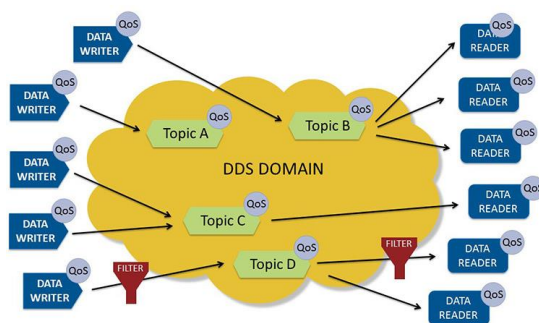 QoS
DATA
WRITER
QoS
DATA
READER
QoS
DATA
WRITER
QoS
Topic A
QoS
Topic B
QoS
DATA
READER
QoS
DATA
READER
DDS DOMAIN
QoS
DATA
WRITER
QoS
DATA
WRITER
QoS
Topic C
QoS
DATA
READER
QoS
DATA
WRITER
FILTER
QoS
Topic D
FILTER
QoS
DATA
READER
QoS
DATA
READER